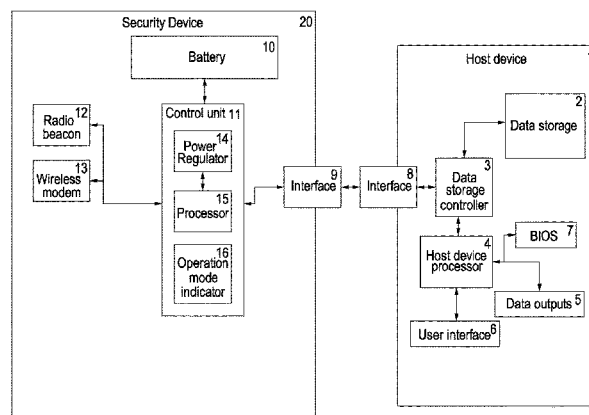 Security Device 20
Battery 10
Control unit 11
12
Radio
beacon
13
Wireless
modem
14
Power
Regulator
15
Processor
16
Operation
mode
indicator
9
Interface
8
Interface
Host device
2
Data storage
3
Data
storage
controller
4
Host device
processor
7
BIOS
Data outputs 5
User interface 6